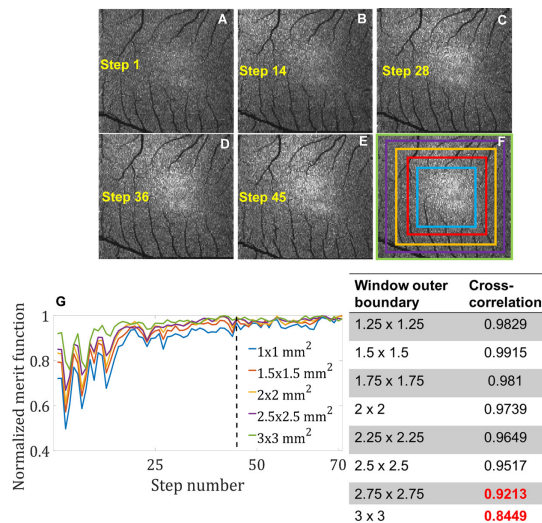 A
Step 1
B
Step 14
C
Step 28
D
Step 36
E
Step 45
F
G
Normalized merit function
1
0.8
0.6
0.4
25
50
70
Step number
1x1 mm²
1.5x1.5 mm²
2x2 mm²
2.5x2.5 mm²
3x3 mm²
Window outer boundary Cross-correlation
1.25 x 1.25 0.9829
1.5 x 1.5 0.9915
1.75 x 1.75 0.981
2 x 2 0.9739
2.25 x 2.25 0.9649
2.5 x 2.5 0.9517
2.75 x 2.75 0.9213
3 x 3 0.8449